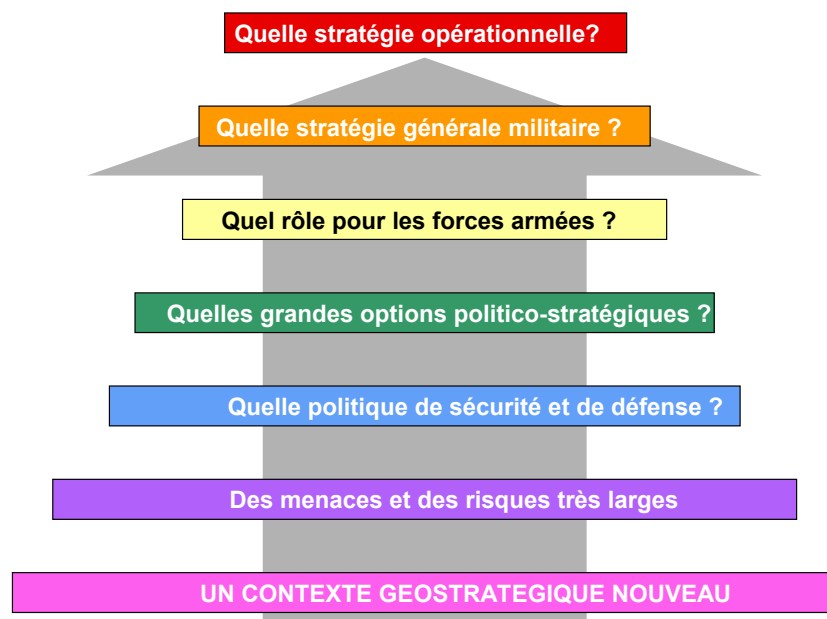 Quelle stratégie opérationnelle?
Quelle stratégie générale militaire ?
Quel rôle pour les forces armées ?
Quelles grandes options politico-stratégiques ?
Quelle politique de sécurité et de défense ?
Des menaces et des risques très larges
UN CONTEXTE GEOSTRATEGIQUE NOUVEAU